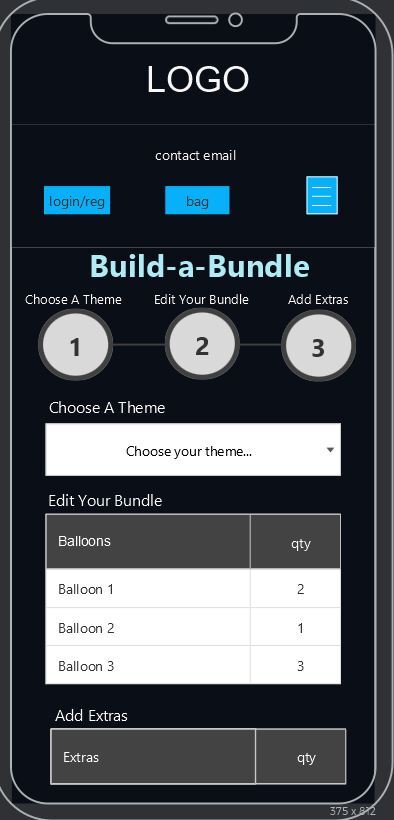 LOGO
contact email
login/reg bag
Build-a-Bundle
Choose A Theme Edit Your Bundle Add Extras
1 2 3
Choose A Theme
Choose your theme...
Edit Your Bundle
Balloons qty
Balloon 1 2
Balloon 2 1
Balloon 3 3
Add Extras
Extras qty
375 x 812